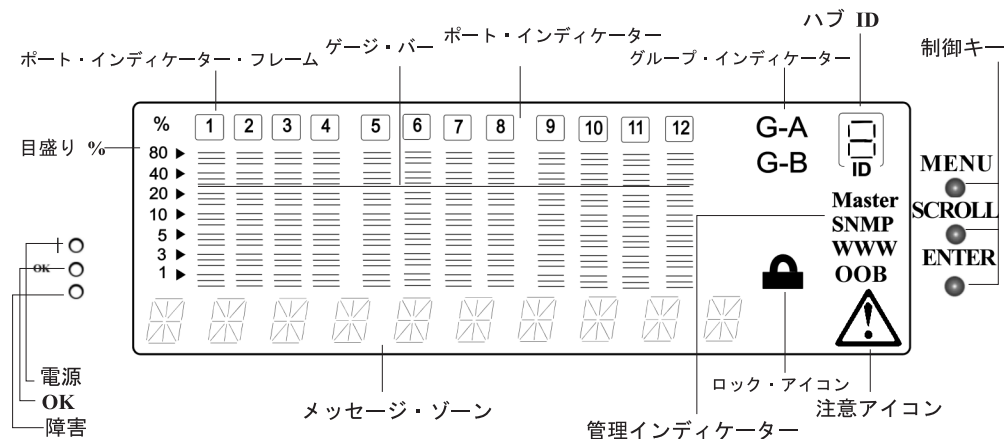 ハブ ID
ポート・インディケーター・フレーム
ゲージ・バー
ポート・インディケーター
グループ・インディケーター
制御キー
目盛り %
% 1 2 3 4 5 6 7 8 9 10 11 12
80
40
20
10
5
3
1
G-A
G-B
ID
Master
SNMP
WWW
OOB
MENU
SCROLL
ENTER
OK
電源
OK
障害
メッセージ・ゾーン
ロック・アイコン
管理インディケーター
注意アイコン